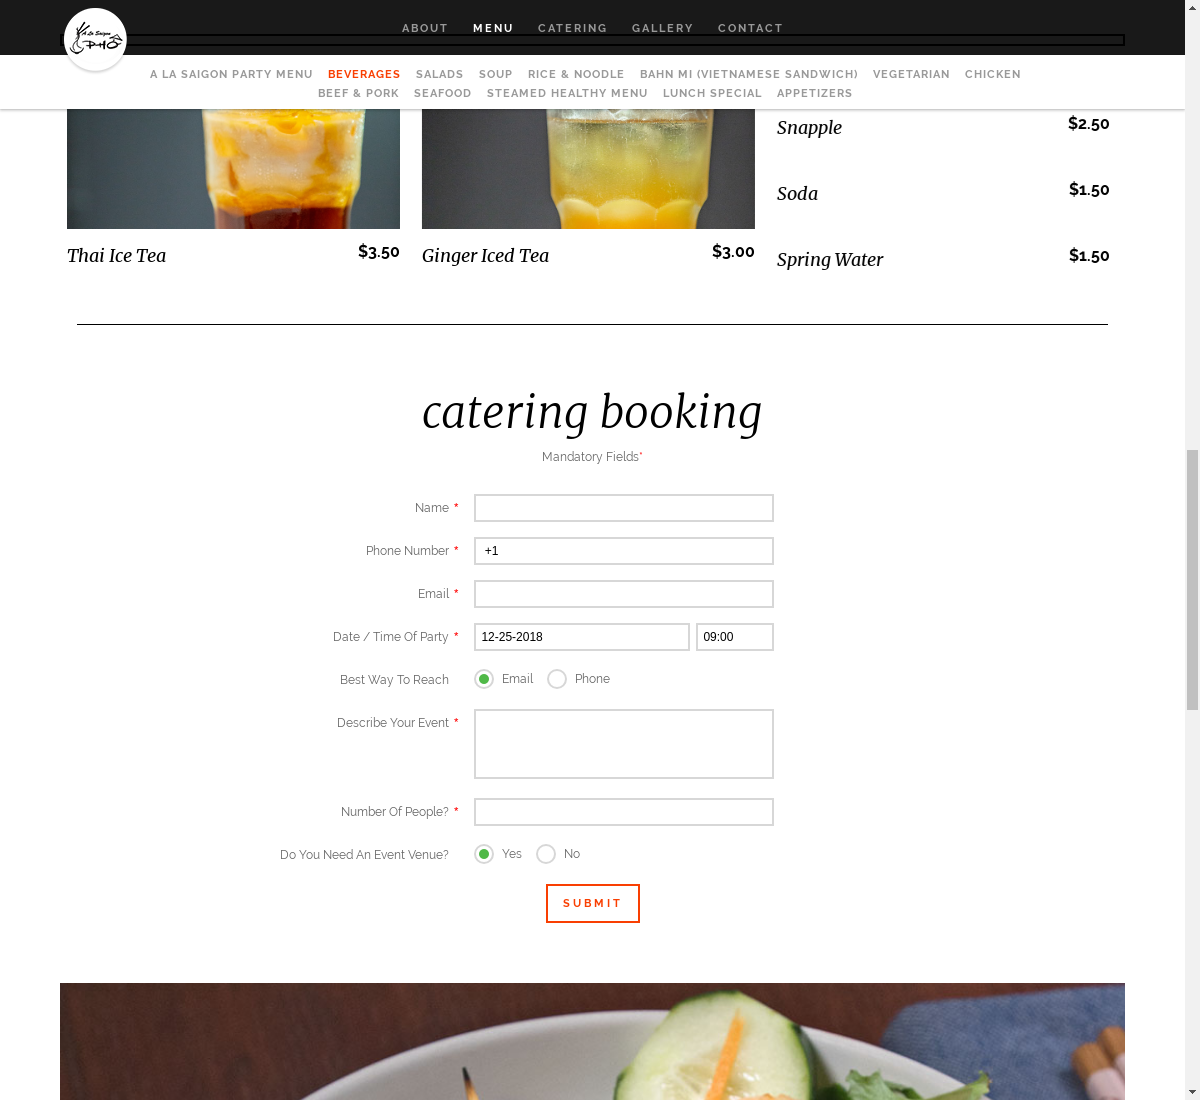 A La Saigon
PHO
ABOUT MENU CATERING GALLERY CONTACT
A LA SAIGON PARTY MENU BEVERAGES SALADS SOUP RICE & NOODLE BAHN MI (VIETNAMESE SANDWICH) VEGETARIAN CHICKEN
BEEF & PORK SEAFOOD STEAMED HEALTHY MENU LUNCH SPECIAL APPETIZERS
Thai Ice Tea $3.50
Ginger Iced Tea $3.00
Snapple $2.50
Soda $1.50
Spring Water $1.50
catering booking
Mandatory Fields*
Name *
Phone Number * +1
Email *
Date / Time Of Party * 12-25-2018 09:00
Best Way To Reach Email Phone
Describe Your Event *
Number Of People? *
Do You Need An Event Venue? Yes No
SUBMIT